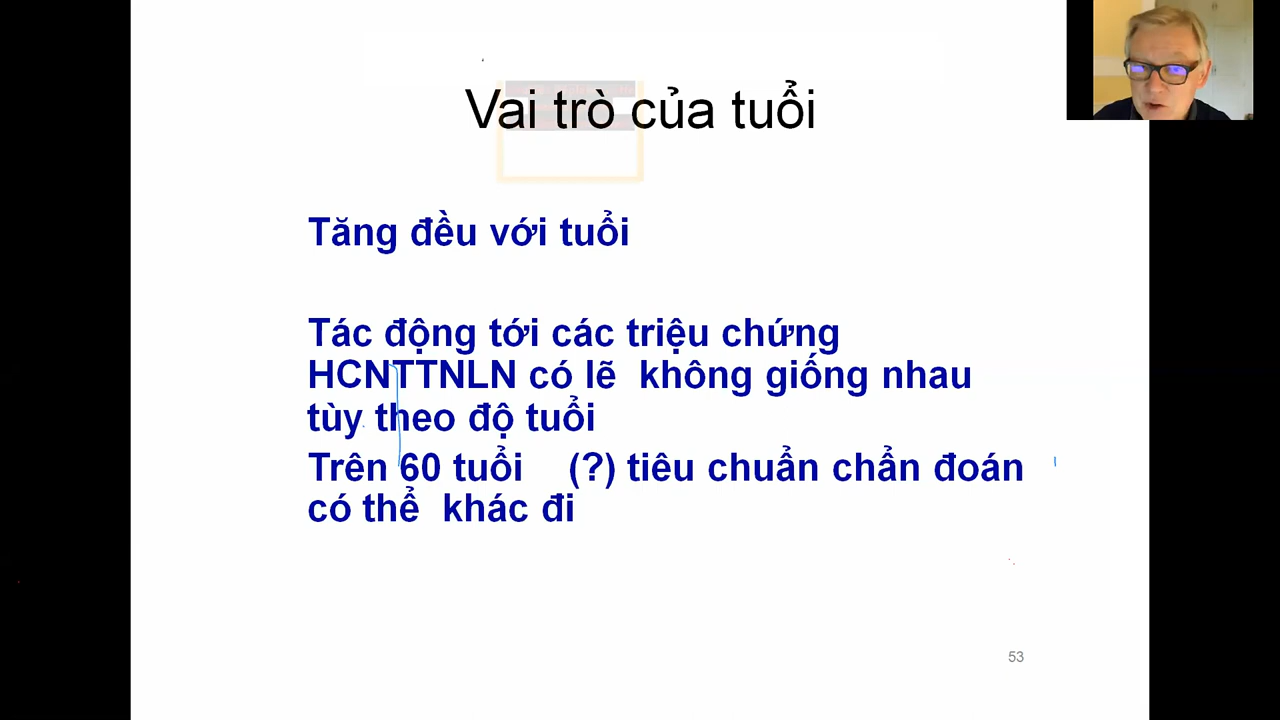 Vai trò của tuổi
Tăng đều với tuổi
Tác động tới các triệu chứng
HCNTTNLN có lẽ không giống nhau
tùy theo độ tuổi
Trên 60 tuổi (?) tiêu chuẩn chẩn đoán
có thể khác đi
53